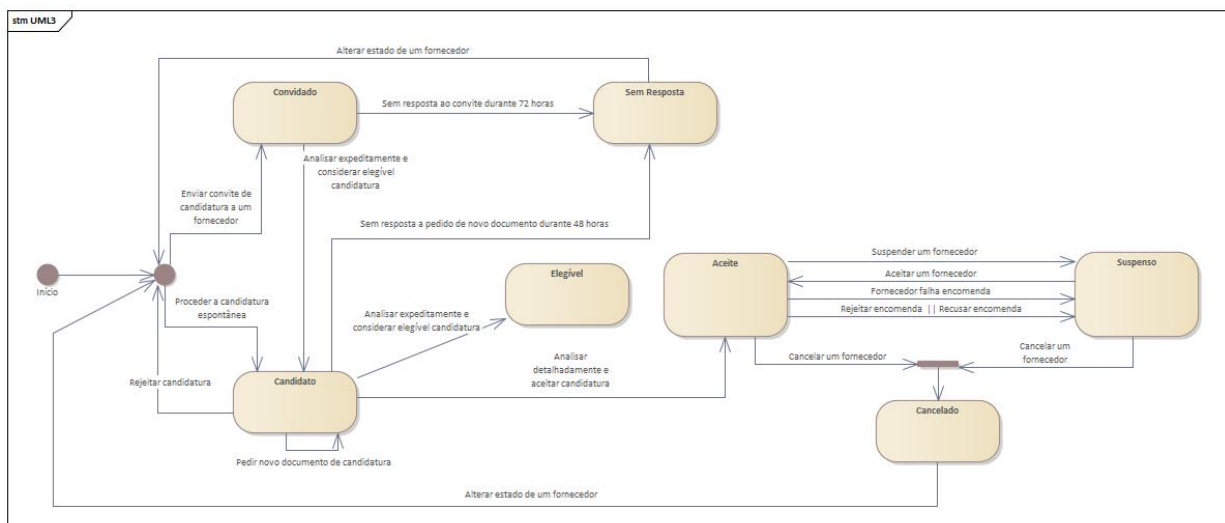 stm UML3
Alterar estado de um fornecedor
Convidado
Sem Resposta
Sem resposta ao convite durante 72 horas
Analisar expeditamente e
considerar elegível
candidatura
Enviar convite de
candidatura a um
fornecedor
Sem resposta a pedido de novo documento durante 48 horas
Início
Elegível
Aceite
Suspenso
Suspender um fornecedor
Aceitar um fornecedor
Fornecedor falha encomenda
Rejeitar encomenda || Recusar encomenda
Proceder a candidatura
espontânea
Analisar expeditamente e
considerar elegível candidatura
Analisar
detalhadamente e
aceitar candidatura
Cancelar um fornecedor
Cancelar um
fornecedor
Rejeitar candidatura
Candidato
Cancelado
Pedir novo documento de candidatura
Alterar estado de um fornecedor